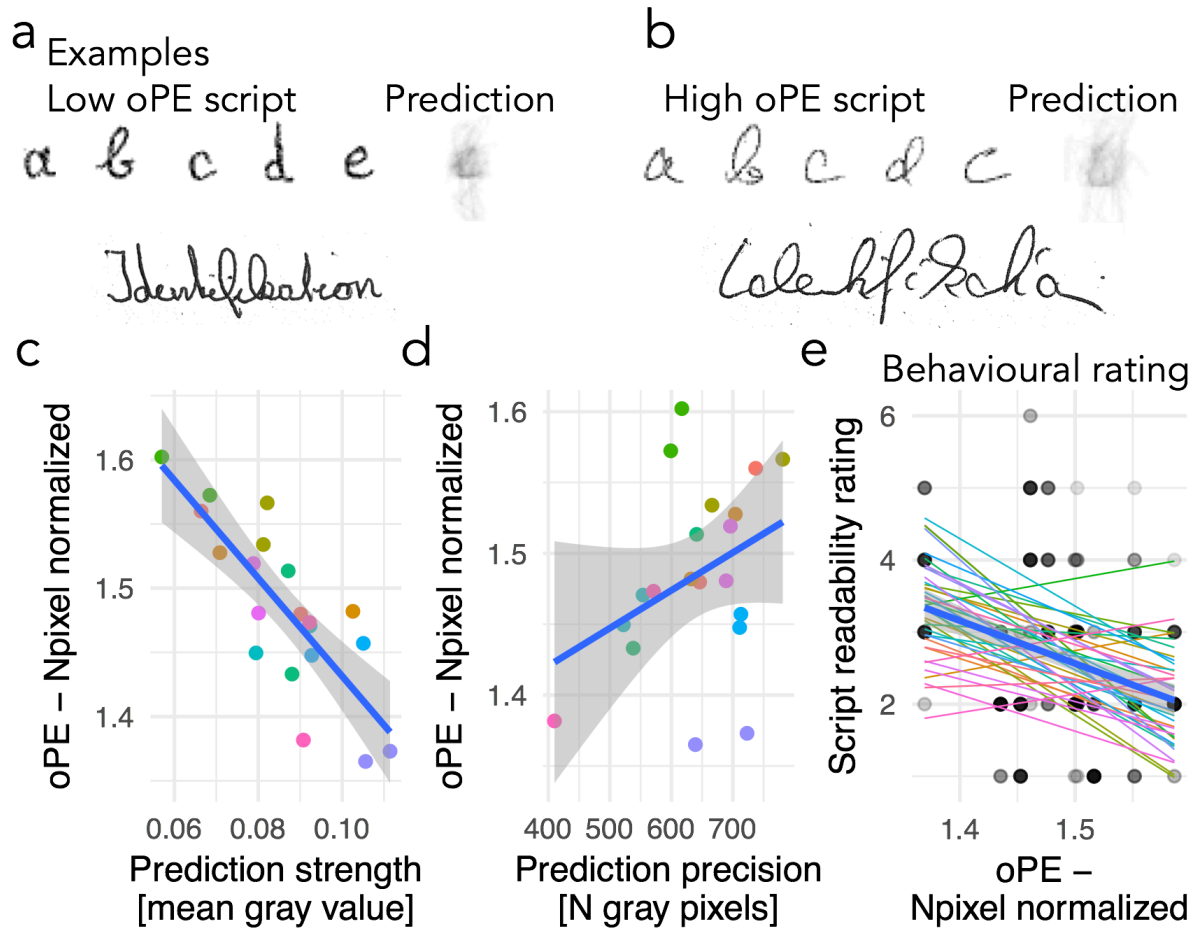 a
Examples
Low oPE script
Prediction
a b c d e
Identifikation
b
High oPE script
Prediction
a b c d c
Identifikatio
c
oPE – Npixel normalized
1.6
1.5
1.4
0.06 0.08 0.10
Prediction strength
[mean gray value]
d
oPE – Npixel normalized
1.6
1.5
1.4
400 500 600 700
Prediction precision
[N gray pixels]
e
Behavioural rating
Script readability rating
6
4
2
1.4 1.5
oPE –
Npixel normalized